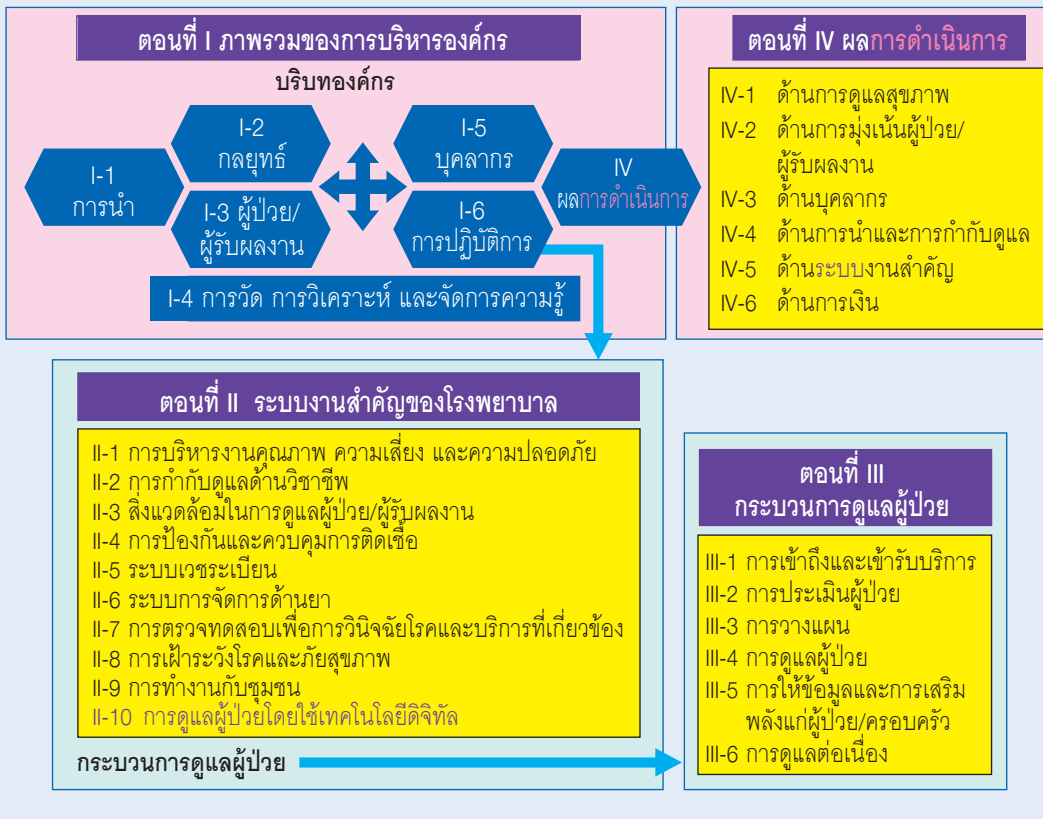 ตอนที่ I ภาพรวมของการบริหารองค์กร
บริบทองค์กร
I-1
การนำ
I-2
กลยุทธ์
I-3 ผู้ป่วย/
ผู้รับผลงาน
I-5
บุคลากร
I-6
การปฏิบัติการ
IV
ผลการดำเนินการ
I-4 การวัด การวิเคราะห์ และจัดการความรู้
ตอนที่ IV ผลการดำเนินการ
IV-1 ด้านการดูแลสุขภาพ
IV-2 ด้านการมุ่งเน้นผู้ป่วย/
ผู้รับผลงาน
IV-3 ด้านบุคลากร
IV-4 ด้านการนำและการกำกับดูแล
IV-5 ด้านระบบงานสำคัญ
IV-6 ด้านการเงิน
ตอนที่ II ระบบงานสำคัญของโรงพยาบาล
II-1 การบริหารงานคุณภาพ ความเสี่ยง และความปลอดภัย
II-2 การกำกับดูแลด้านวิชาชีพ
II-3 สิ่งแวดล้อมในการดูแลผู้ป่วย/ผู้รับผลงาน
II-4 การป้องกันและควบคุมการติดเชื้อ
II-5 ระบบเวชระเบียน
II-6 ระบบการจัดการด้านยา
II-7 การตรวจทดสอบเพื่อการวินิจฉัยโรคและบริการที่เกี่ยวข้อง
II-8 การเฝ้าระวังโรคและภัยสุขภาพ
II-9 การทำงานกับชุมชน
II-10 การดูแลผู้ป่วยโดยใช้เทคโนโลยีดิจิทัล
กระบวนการดูแลผู้ป่วย
ตอนที่ III
กระบวนการดูแลผู้ป่วย
III-1 การเข้าถึงและเข้ารับบริการ
III-2 การประเมินผู้ป่วย
III-3 การวางแผน
III-4 การดูแลผู้ป่วย
III-5 การให้ข้อมูลและการเสริม
พลังแก่ผู้ป่วย/ครอบครัว
III-6 การดูแลต่อเนื่อง